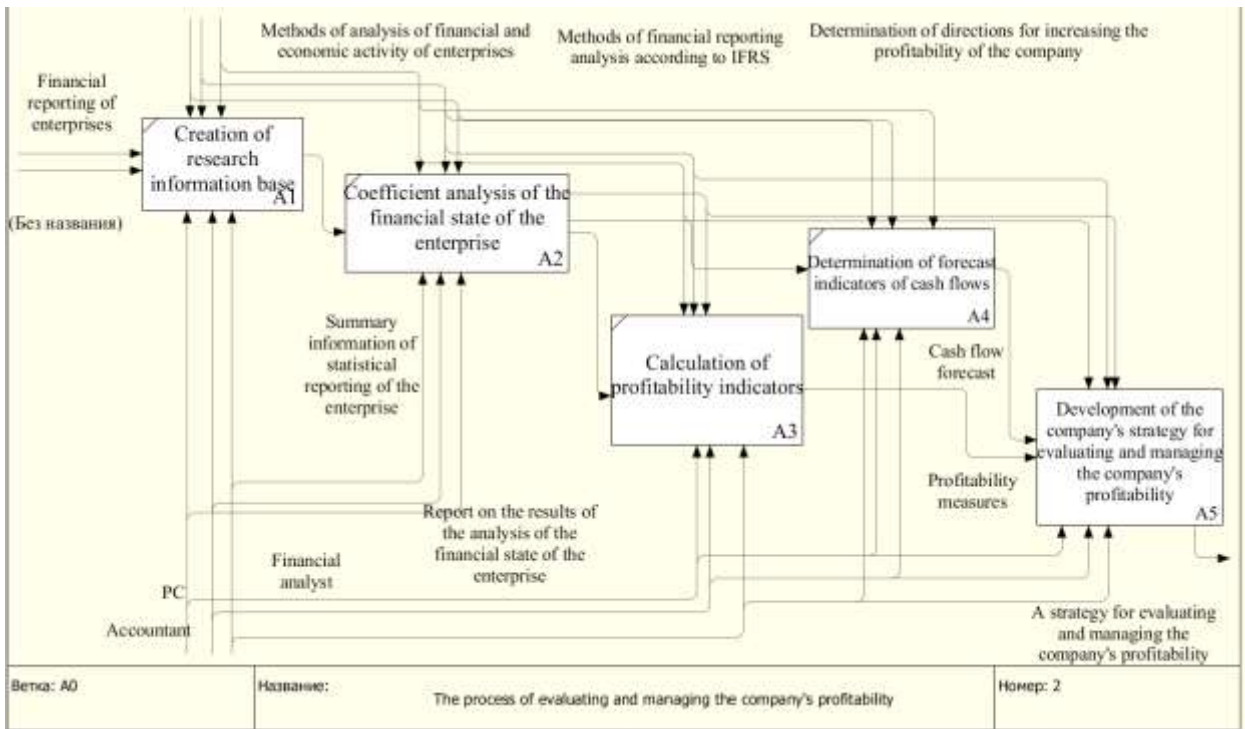 Methods of analysis of financial and
economic activity of enterprises
Methods of financial reporting
analysis according to IFRS
Determination of directions for increasing the
profitability of the company
Financial
reporting of
enterprises
Creation of
research
information base
A1
(Без названия)
Coefficient analysis of the
financial state of the
enterprise
A2
Determination of forecast
indicators of cash flows
A4
Summary
information of
statistical
reporting of the
enterprise
Calculation of
profitability indicators
A3
Cash flow
forecast
Development of the
company's strategy for
evaluating and managing
the company's
profitability
A5
Profitability
measures
Report on the results of
the analysis of the
financial state of the
enterprise
Financial
analyst
PC
Accountant
A strategy for evaluating
and managing the
company's profitability
Ветка: A0
Название:
The process of evaluating and managing the company's profitability
Номер: 2